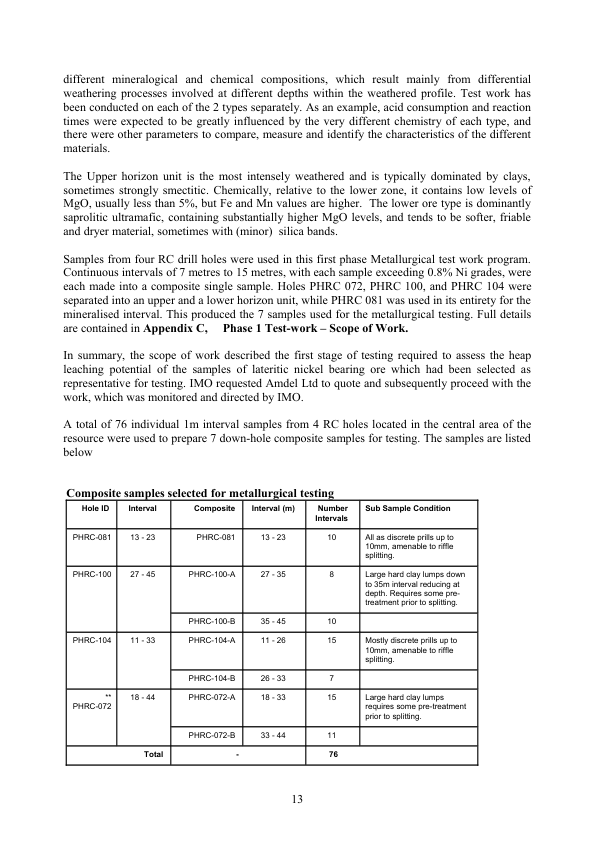 different mineralogical and chemical compositions, which result mainly from differential
weathering processes involved at different depths within the weathered profile. Test work has
been conducted on each of the 2 types separately. As an example, acid consumption and reaction
times were expected to be greatly influenced by the very different chemistry of each type, and
there were other parameters to compare, measure and identify the characteristics of the different
materials.
The Upper horizon unit is the most intensely weathered and is typically dominated by clays,
sometimes strongly smectitic. Chemically, relative to the lower zone, it contains low levels of
MgO, usually less than 5%, but Fe and Mn values are higher. The lower ore type is dominantly
saprolitic ultramafic, containing substantially higher MgO levels, and tends to be softer, friable
and dryer material, sometimes with (minor) silica bands.
Samples from four RC drill holes were used in this first phase Metallurgical test work program.
Continuous intervals of 7 metres to 15 metres, with each sample exceeding 0.8% Ni grades, were
each made into a composite single sample. Holes PHRC 072, PHRC 100, and PHRC 104 were
separated into an upper and a lower horizon unit, while PHRC 081 was used in its entirety for the
mineralised interval. This produced the 7 samples used for the metallurgical testing. Full details
are contained in Appendix C, Phase 1 Test-work – Scope of Work.
In summary, the scope of work described the first stage of testing required to assess the heap
leaching potential of the samples of lateritic nickel bearing ore which had been selected as
representative for testing. IMO requested Amdel Ltd to quote and subsequently proceed with the
work, which was monitored and directed by IMO.
A total of 76 individual 1m interval samples from 4 RC holes located in the central area of the
resource were used to prepare 7 down-hole composite samples for testing. The samples are listed
below
Composite samples selected for metallurgical testing
Hole ID Interval Composite Interval (m) Number Sub Sample Condition
Intervals
PHRC-081 13 - 23 PHRC-081 13 - 23 10 All as discrete prills up to
10mm, amenable to riffle
splitting.
PHRC-100 27 - 45 PHRC-100-A 27 - 35 8 Large hard clay lumps down
to 35m interval reducing at
depth. Requires some pre-
treatment prior to splitting.
PHRC-100-B 35 - 45 10
PHRC-104 11 - 33 PHRC-104-A 11 - 26 15 Mostly discrete prills up to
10mm, amenable to riffle
splitting.
PHRC-104-B 26 - 33 7
** 18 - 44 PHRC-072-A 18 - 33 15 Large hard clay lumps
PHRC-072 requires some pre-treatment
prior to splitting.
PHRC-072-B 33 - 44 11
Total - 76
13